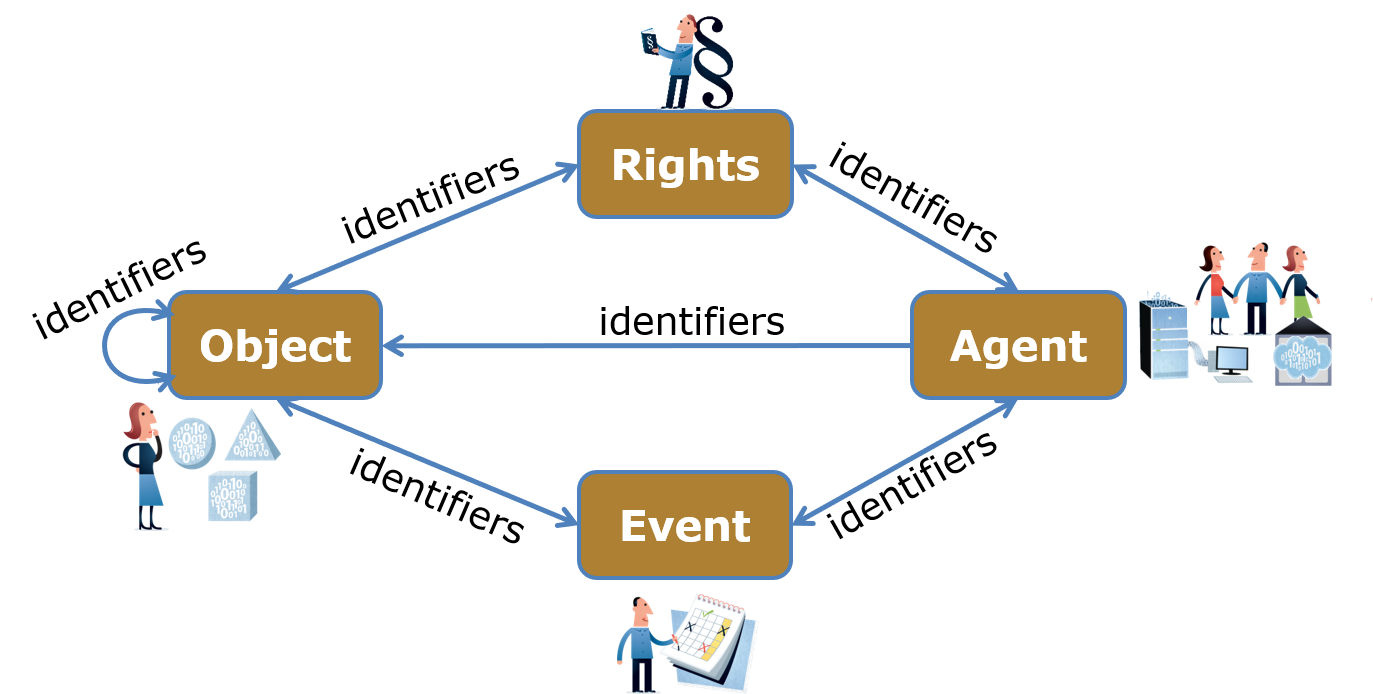 Rights
identifiers
identifiers
identifiers
identifiers
Object
Agent
identifiers
identifiers
Event
§